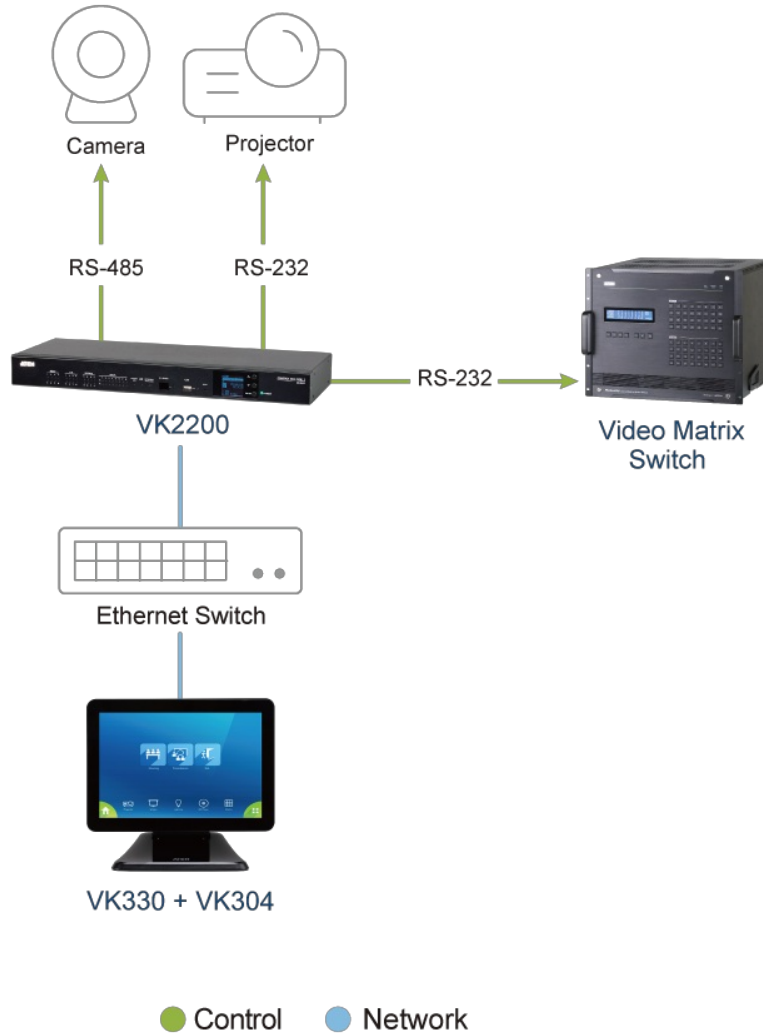 Camera
Projector
RS-485
RS-232
RS-232
VK2200
Video Matrix
Switch
Ethernet Switch
VK330 + VK304
Control
Network